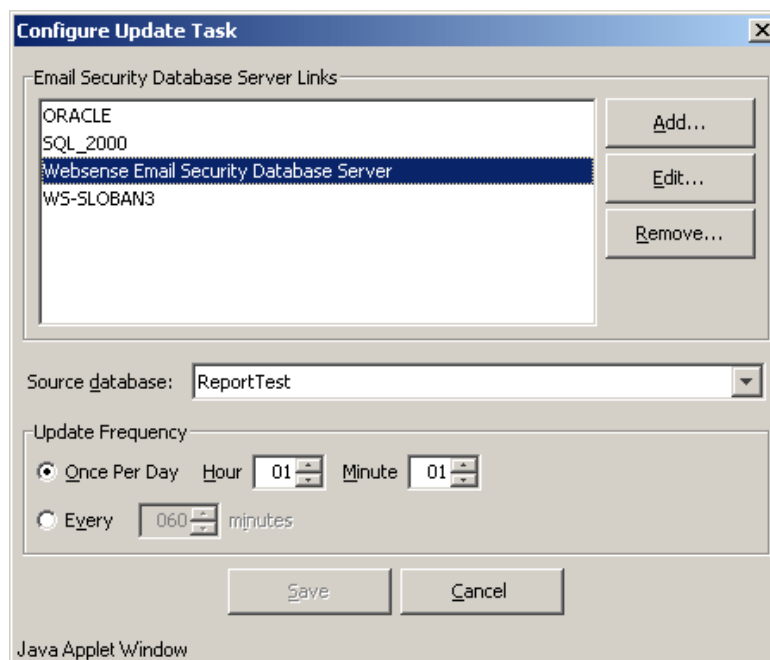 Configure Update Task
Email Security Database Server Links
ORACLE
SQL_2000
Websense Email Security Database Server
WS-SLOBAN3
Add...
Edit...
Remove...
Source database: ReportTest
Update Frequency
Once Per Day Hour 01 Minute 01
Every 060 minutes
Save Cancel
Java Applet Window